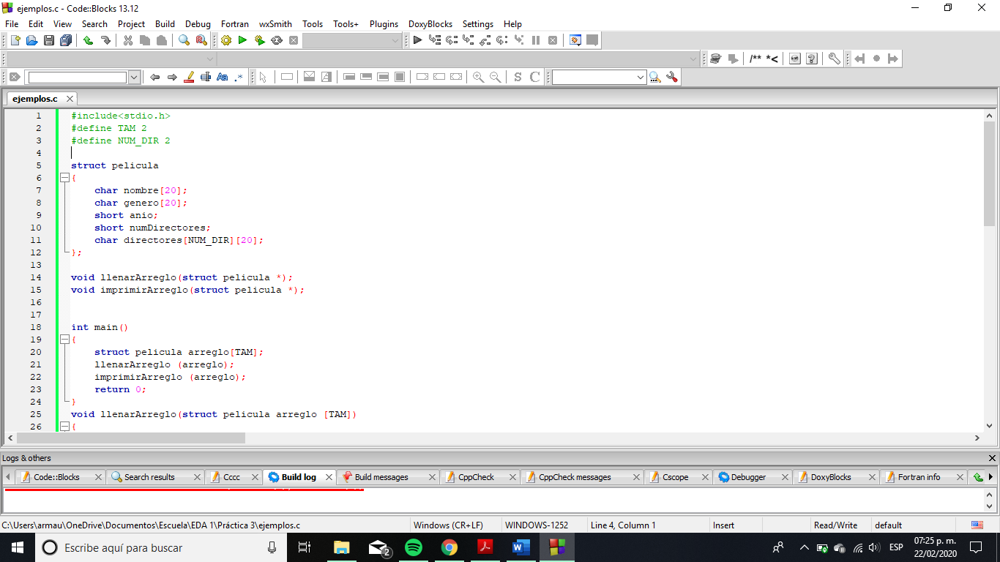 ejemplos.c - Code::Blocks 13.12
File Edit View Search Project Build Debug Fortran wxSmith Tools Tools+ Plugins DoxyBlocks Settings Help
/** *<
Aa .*
S C
ejemplos.c
1 #include<stdio.h>
2 #define TAM 2
3 #define NUM_DIR 2
4
5 struct pelicula
6 {
7 char nombre[20];
8 char genero[20];
9 short anio;
10 short numDirectores;
11 char directores[NUM_DIR][20];
12 };
13
14 void llenarArreglo(struct pelicula *);
15 void imprimirArreglo(struct pelicula *);
16
17
18 int main()
19 {
20 struct pelicula arreglo[TAM];
21 llenarArreglo (arreglo);
22 imprimirArreglo (arreglo);
23 return 0;
24 }
25 void llenarArreglo(struct pelicula arreglo [TAM])
26 {
Logs & others
Code::Blocks Search results Cccc Build log Build messages CppCheck CppCheck messages Cscope Debugger DoxyBlocks Fortran info
C:\Users\armau\OneDrive\Documentos\Escuela\EDA 1\Práctica 3\ejemplos.c Windows (CR+LF) WINDOWS-1252 Line 4, Column 1 Insert Read/Write default
Escribe aquí para buscar
2
ESP
07:25 p. m.
22/02/2020